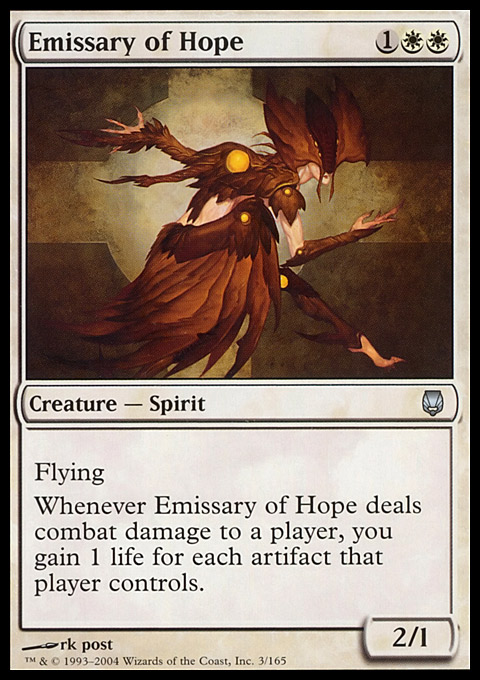 Emissary of Hope 1
Creature — Spirit
Flying
Whenever Emissary of Hope deals
combat damage to a player, you
gain 1 life for each artifact that
player controls.
rk post
2/1
™ & © 1993–2004 Wizards of the Coast, Inc. 3/165